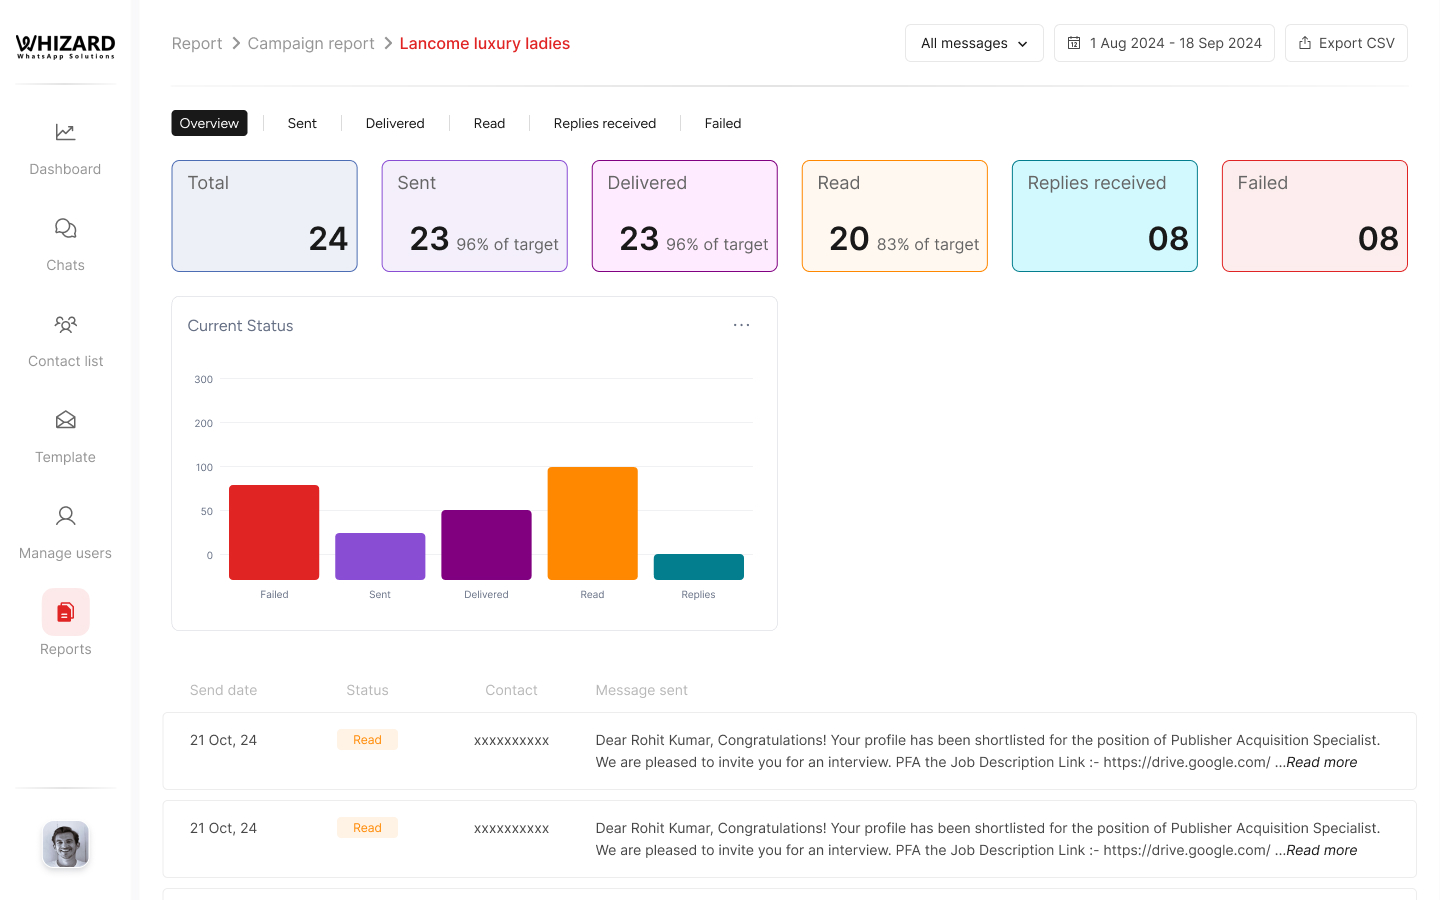 WHIZARD
WhatsApp Solutions
Dashboard
Chats
Contact list
Template
Manage users
Reports
Report > Campaign report > Lancome luxury ladies
All messages
12
1 Aug 2024 - 18 Sep 2024
Export CSV
Overview
Sent
Delivered
Read
Replies received
Failed
Total
24
Sent
23 96% of target
Delivered
23 96% of target
Read
20 83% of target
Replies received
08
Failed
08
Current Status
...
300
200
100
50
0
Failed
Sent
Delivered
Read
Replies
Send date
Status
Contact
Message sent
21 Oct, 24
Read
xxxxxxxxxx
Dear Rohit Kumar, Congratulations! Your profile has been shortlisted for the position of Publisher Acquisition Specialist.
We are pleased to invite you for an interview. PFA the Job Description Link :- https://drive.google.com/ ...Read more
21 Oct, 24
Read
xxxxxxxxxx
Dear Rohit Kumar, Congratulations! Your profile has been shortlisted for the position of Publisher Acquisition Specialist.
We are pleased to invite you for an interview. PFA the Job Description Link :- https://drive.google.com/ ...Read more